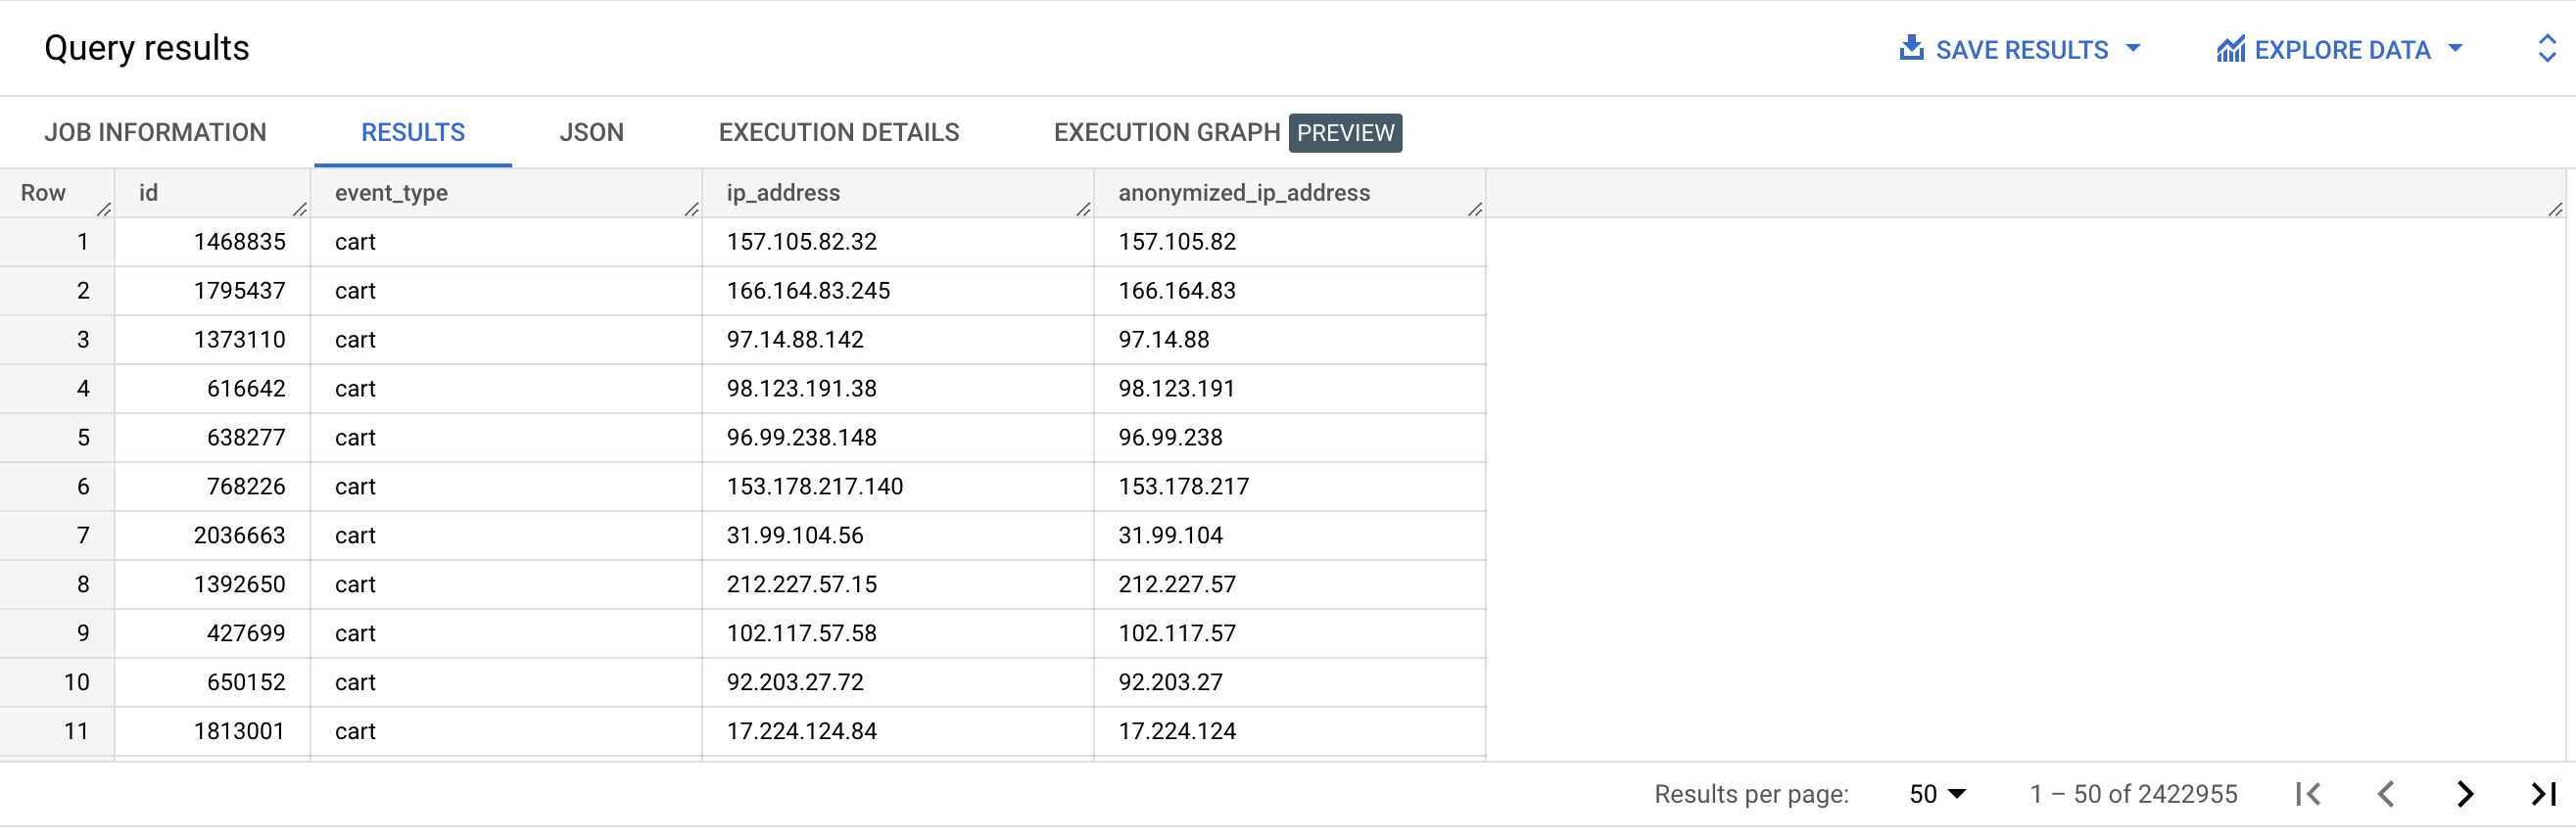 Query results SAVE RESULTS EXPLORE DATA
JOB INFORMATION RESULTS JSON EXECUTION DETAILS EXECUTION GRAPH PREVIEW
Row id event_type ip_address anonymized_ip_address
1 1468835 cart 157.105.82.32 157.105.82
2 1795437 cart 166.164.83.245 166.164.83
3 1373110 cart 97.14.88.142 97.14.88
4 616642 cart 98.123.191.38 98.123.191
5 638277 cart 96.99.238.148 96.99.238
6 768226 cart 153.178.217.140 153.178.217
7 2036663 cart 31.99.104.56 31.99.104
8 1392650 cart 212.227.57.15 212.227.57
9 427699 cart 102.117.57.58 102.117.57
10 650152 cart 92.203.27.72 92.203.27
11 1813001 cart 17.224.124.84 17.224.124
Results per page: 50 1 – 50 of 2422955